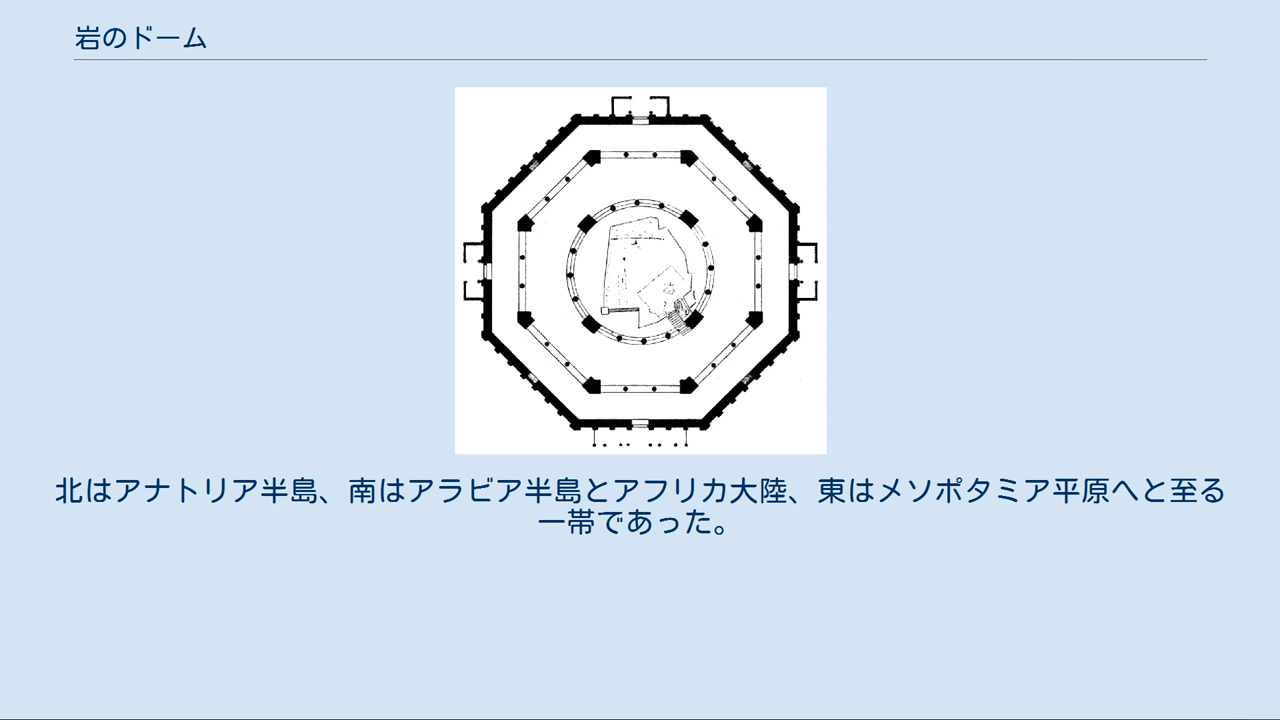 岩のドーム
北はアナトリア半島、南はアラビア半島とアフリカ大陸、東はメソポタミア平原へと至る
一帯であった。